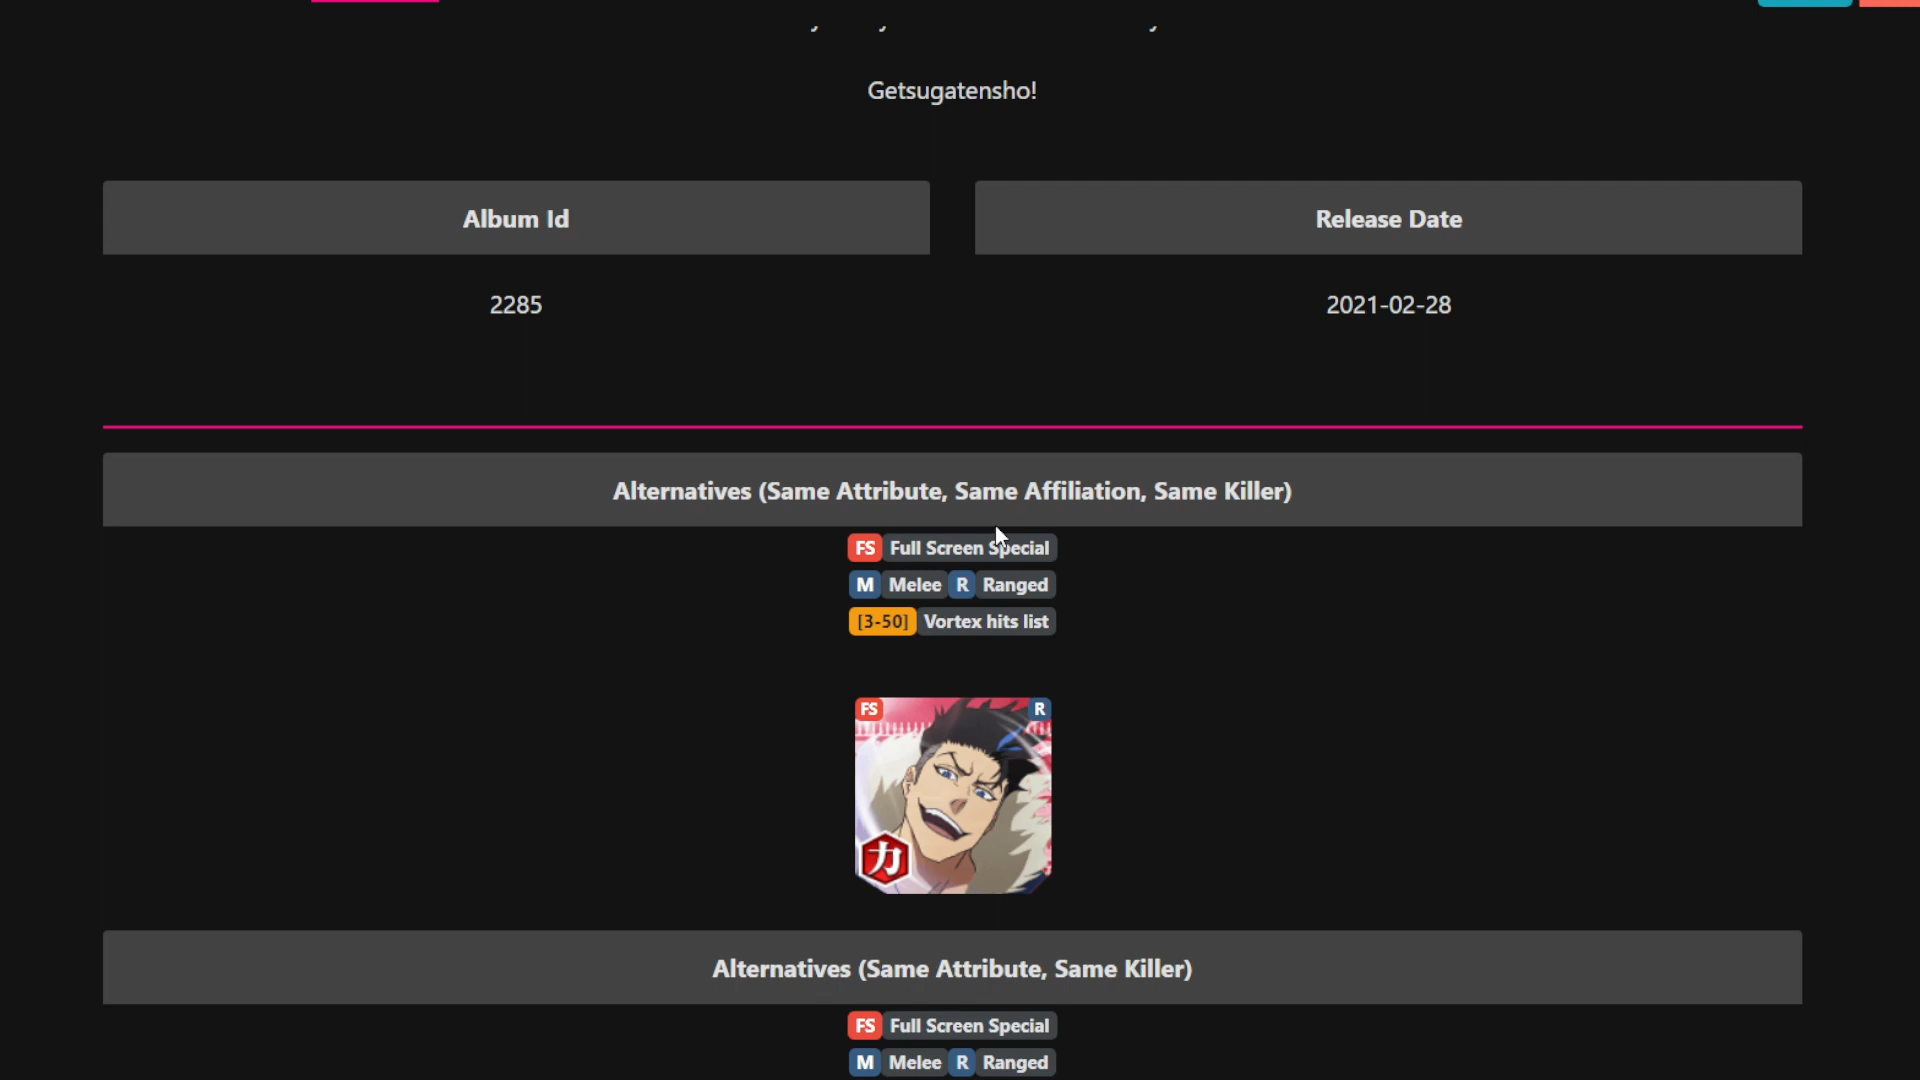 Getsugatensho!
Album Id
Release Date
2285
2021-02-28
Alternatives (Same Attribute, Same Affiliation, Same Killer)
FS Full Screen Special
M Melee R Ranged
[3-50] Vortex hits list
FS
R
力
Alternatives (Same Attribute, Same Killer)
FS Full Screen Special
M Melee R Ranged